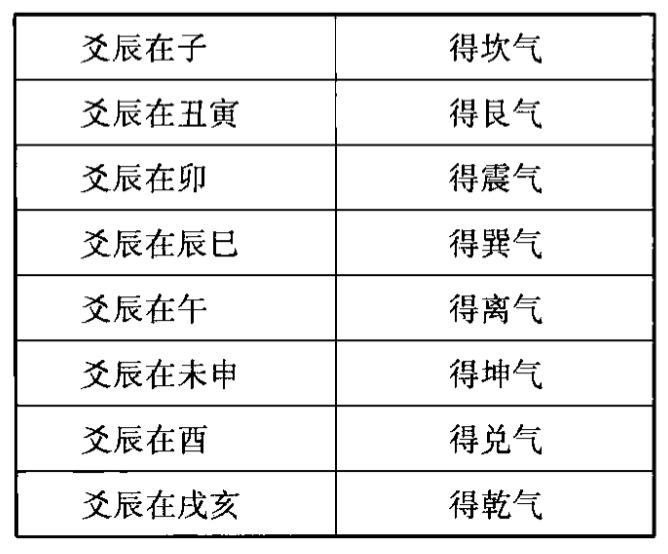 爻辰在子 得坎气
爻辰在丑寅 得艮气
爻辰在卯 得震气
爻辰在辰巳 得巽气
爻辰在午 得离气
爻辰在未申 得坤气
爻辰在酉 得兑气
爻辰在戌亥 得乾气